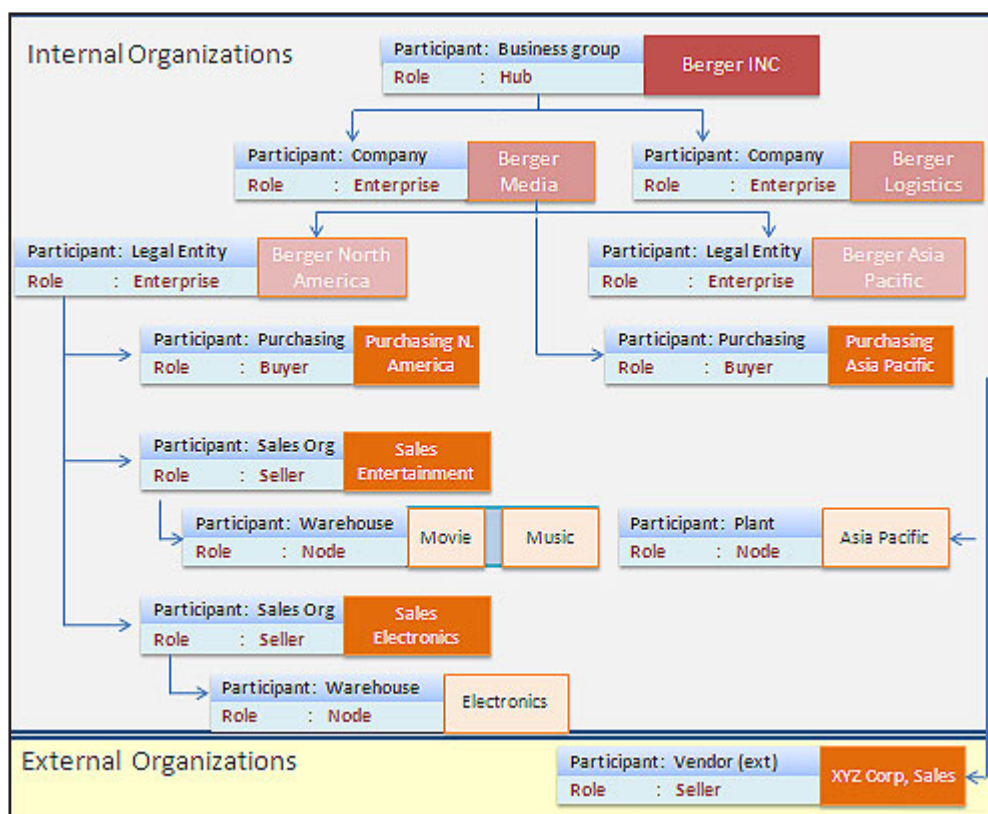 Internal Organizations
Participant: Business group
Role : Hub
Berger INC
Participant: Company
Role : Enterprise
Berger
Media
Participant: Company
Role : Enterprise
Berger
Logistics
Participant: Legal Entity
Role : Enterprise
Berger North
America
Participant: Legal Entity
Role : Enterprise
Berger Asia
Pacific
Participant: Purchasing
Role : Buyer
Purchasing N.
America
Participant: Purchasing
Role : Buyer
Purchasing
Asia Pacific
Participant: Sales Org
Role : Seller
Sales
Entertainment
Participant: Warehouse
Role : Node
Movie
Music
Participant: Plant
Role : Node
Asia Pacific
Participant: Sales Org
Role : Seller
Sales
Electronics
Participant: Warehouse
Role : Node
Electronics
External Organizations
Participant: Vendor (ext)
Role : Seller
XYZ Corp, Sales